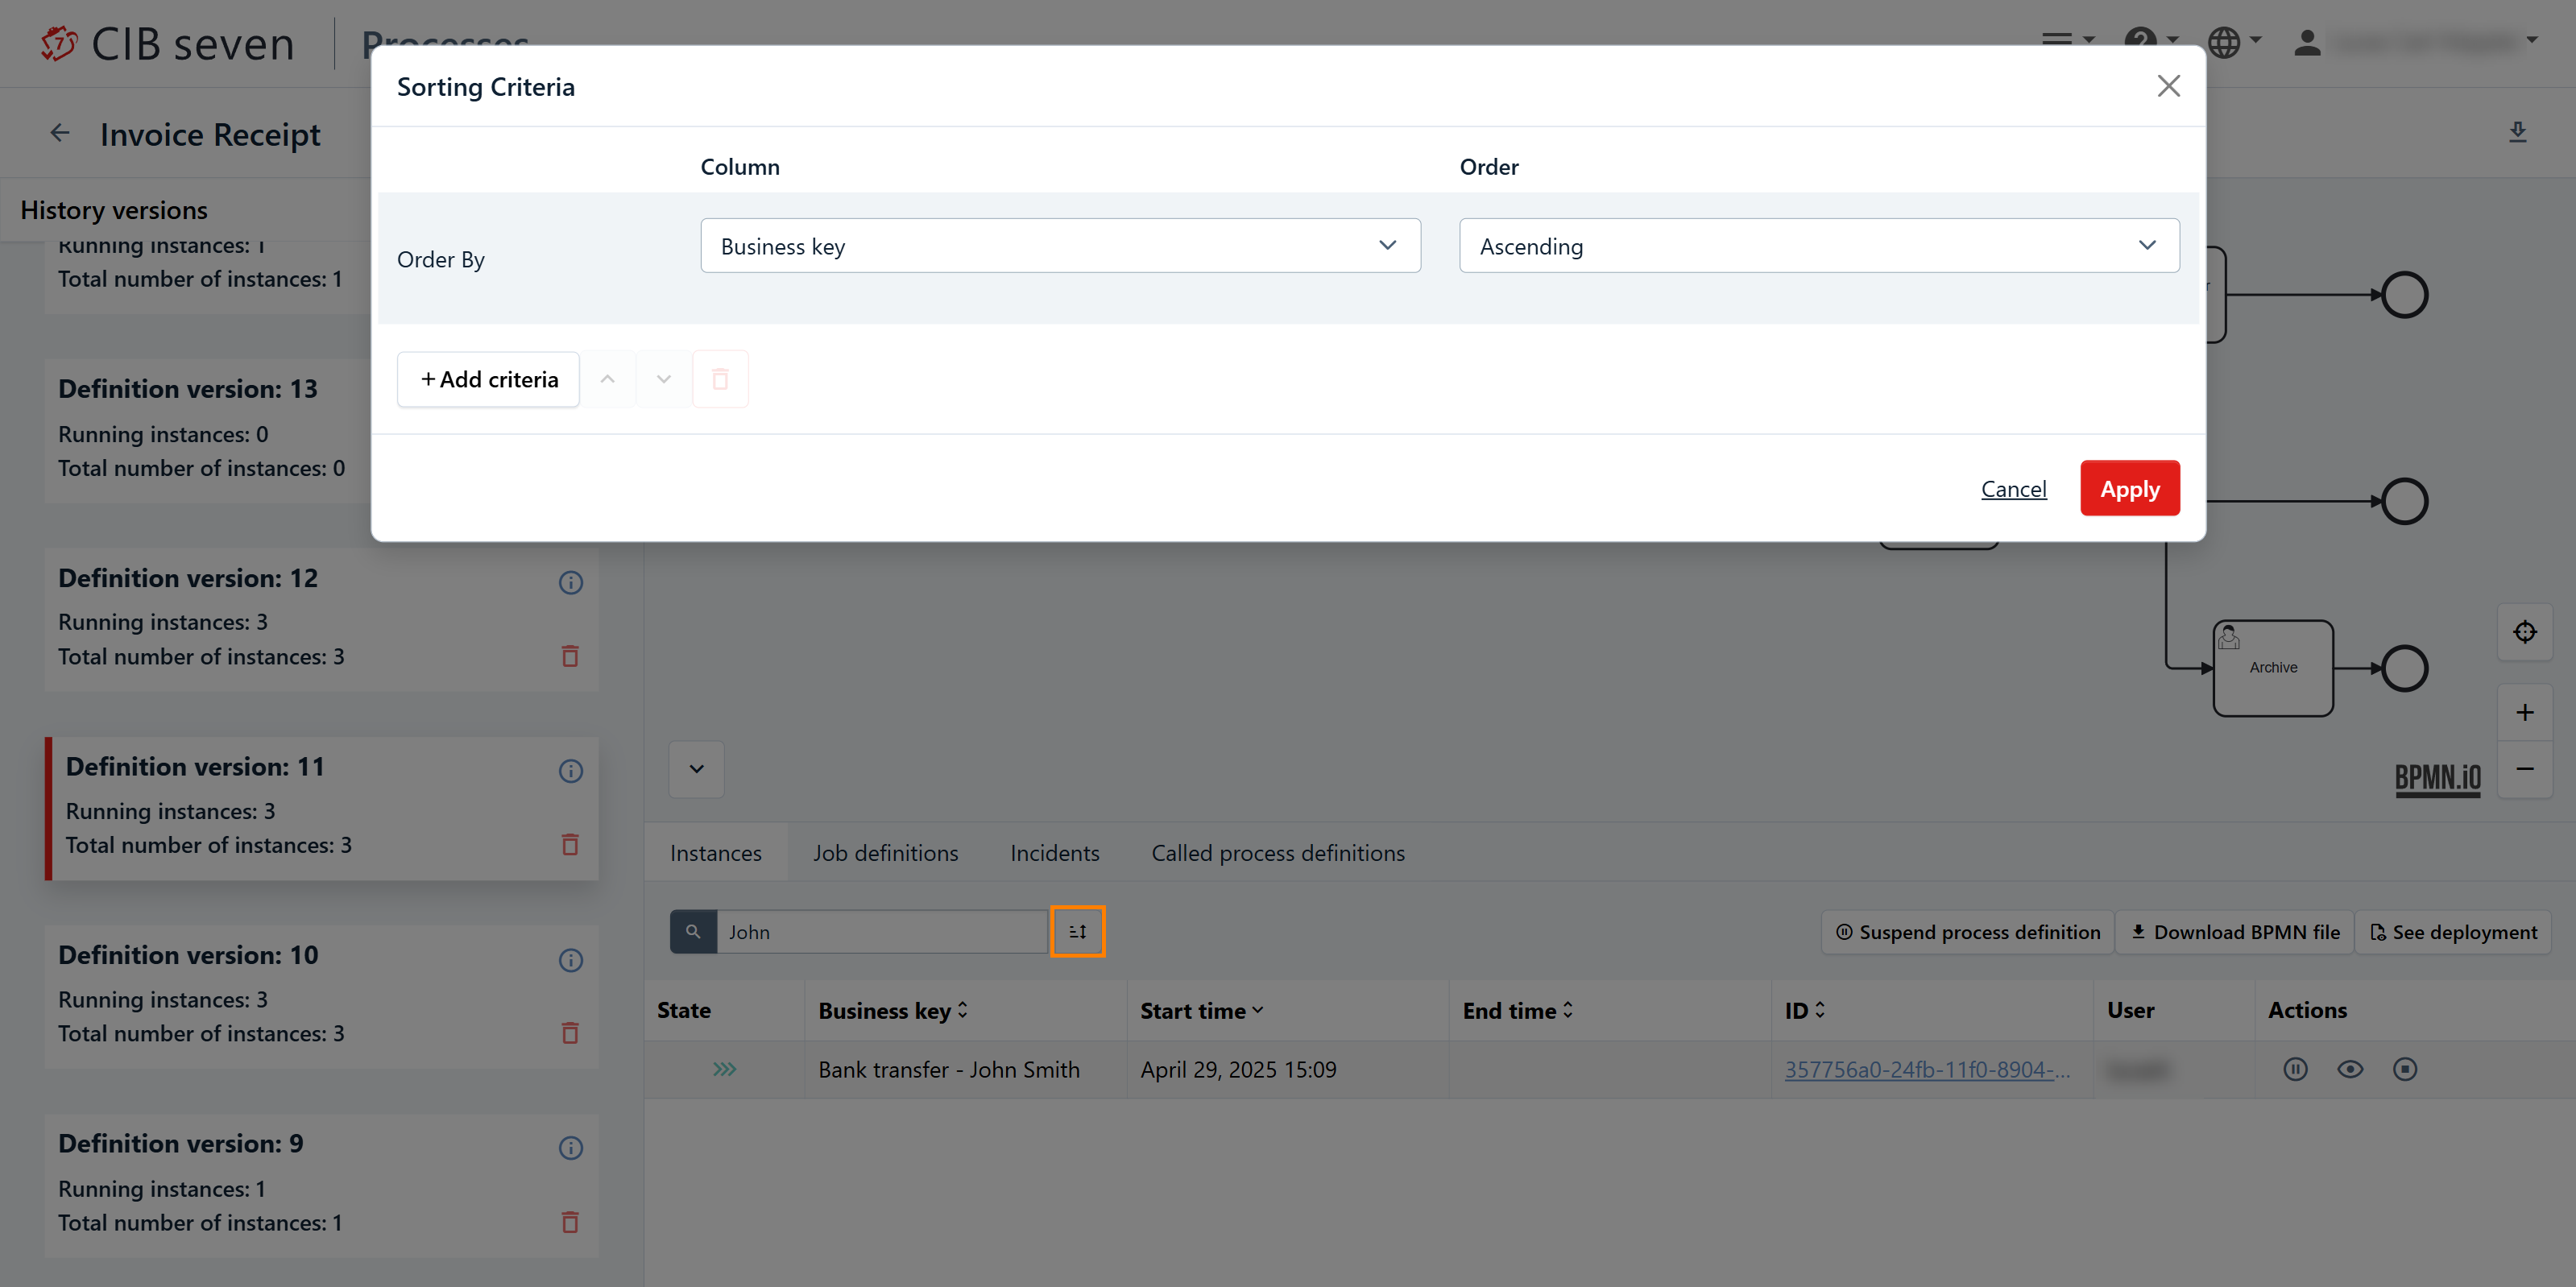 CIB seven
Processes
Sorting Criteria
Invoice Receipt
Column
Order
History versions
Order By
Business key
Ascending
Running instances: 1
Total number of instances: 1
+ Add criteria
Definition version: 13
Running instances: 0
Total number of instances: 0
Cancel
Apply
Definition version: 12
Running instances: 3
Total number of instances: 3
Archive
Definition version: 11
Running instances: 3
Total number of instances: 3
BPMN.iO
Instances
Job definitions
Incidents
Called process definitions
John
Suspend process definition
Download BPMN file
See deployment
Definition version: 10
Running instances: 3
Total number of instances: 3
State
Business key
Start time
End time
ID
User
Actions
Bank transfer - John Smith
April 29, 2025 15:09
357756a0-24fb-11f0-8904-...
Definition version: 9
Running instances: 1
Total number of instances: 1